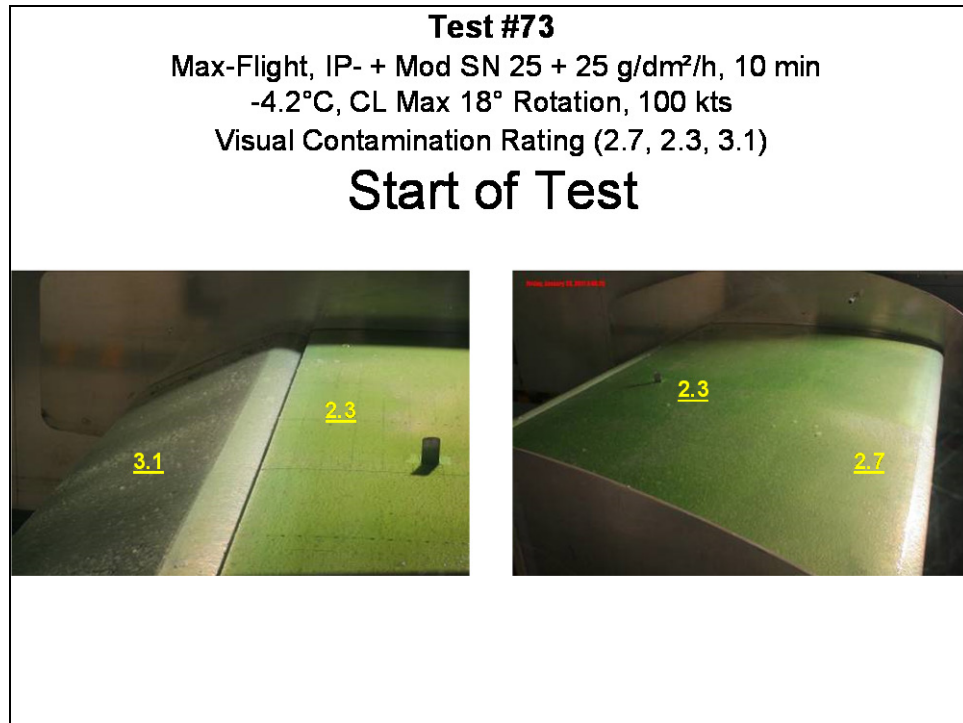 Test #73
Max-Flight, IP- + Mod SN 25 + 25 g/dm²/h, 10 min
-4.2°C, CL Max 18° Rotation, 100 kts
Visual Contamination Rating (2.7, 2.3, 3.1)
Start of Test
2.3
3.1
2.3
2.7